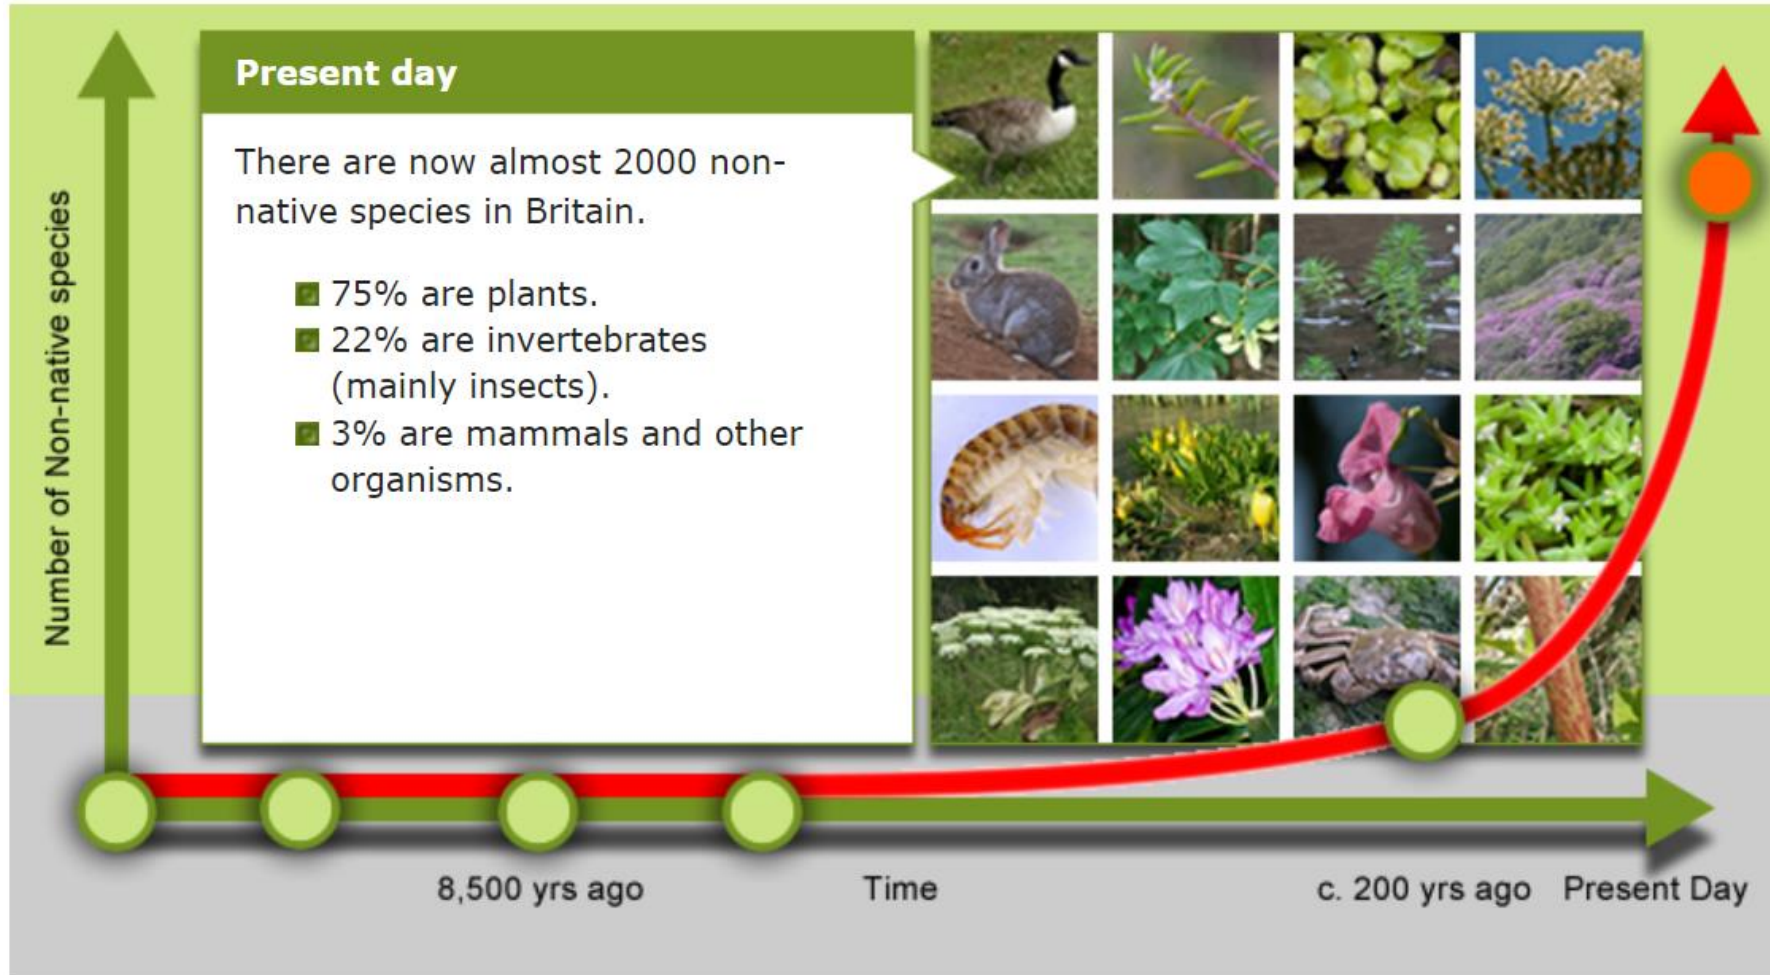 Present day
There are now almost 2000 non-
native species in Britain.
75% are plants.
22% are invertebrates
(mainly insects).
3% are mammals and other
organisms.
Number of Non-native species
8,500 yrs ago
Time
c. 200 yrs ago
Present Day